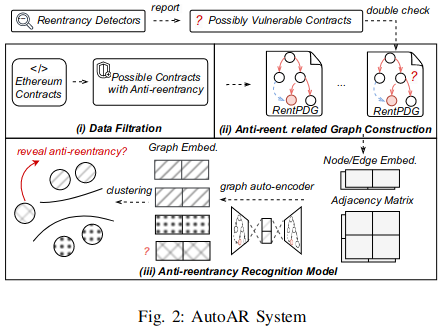 report
Reentrancy Detectors
? Possibly Vulnerable Contracts
double check
</>
Ethereum
Contracts
Possible Contracts
with Anti-reentrancy
(i) Data Filtration
?
RentPDG
...
RentPDG
(ii) Anti-reent. related Graph Construction
reveal anti-reentrancy?
Graph Embed.
clustering
?
graph auto-encoder
Node/Edge Embed.
Adjacency Matrix
(iii) Anti-reentrancy Recognition Model
Fig. 2: AutoAR System